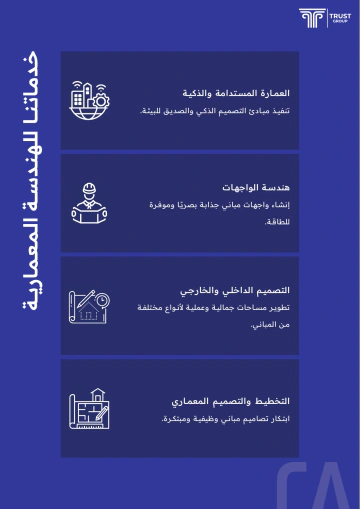 TRUST
GROUP
خدماتنا للهندسة المعمارية
العمارة المستدامة والذكية
تنفيذ مبادئ التصميم الذكي والصديق للبيئة.
هندسة الواجهات
إنشاء واجهات مباني جذابة بصريًا وموفرة
للطاقة.
التصميم الداخلي والخارجي
تطوير مساحات جمالية وعملية لأنواع مختلفة
من المباني.
التخطيط والتصميم المعماري
ابتكار تصاميم مباني وظيفية ومبتكرة.